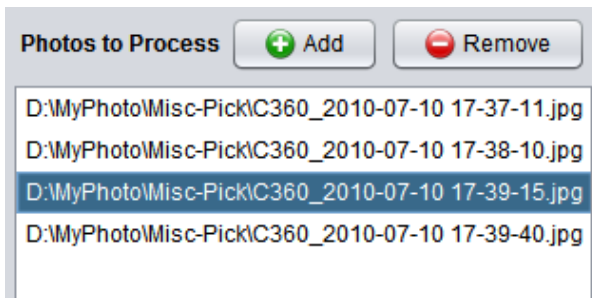 Photos to Process Add Remove
D:\MyPhoto\Misc-Pick\C360_2010-07-10 17-37-11.jpg
D:\MyPhoto\Misc-Pick\C360_2010-07-10 17-38-10.jpg
D:\MyPhoto\Misc-Pick\C360_2010-07-10 17-39-15.jpg
D:\MyPhoto\Misc-Pick\C360_2010-07-10 17-39-40.jpg